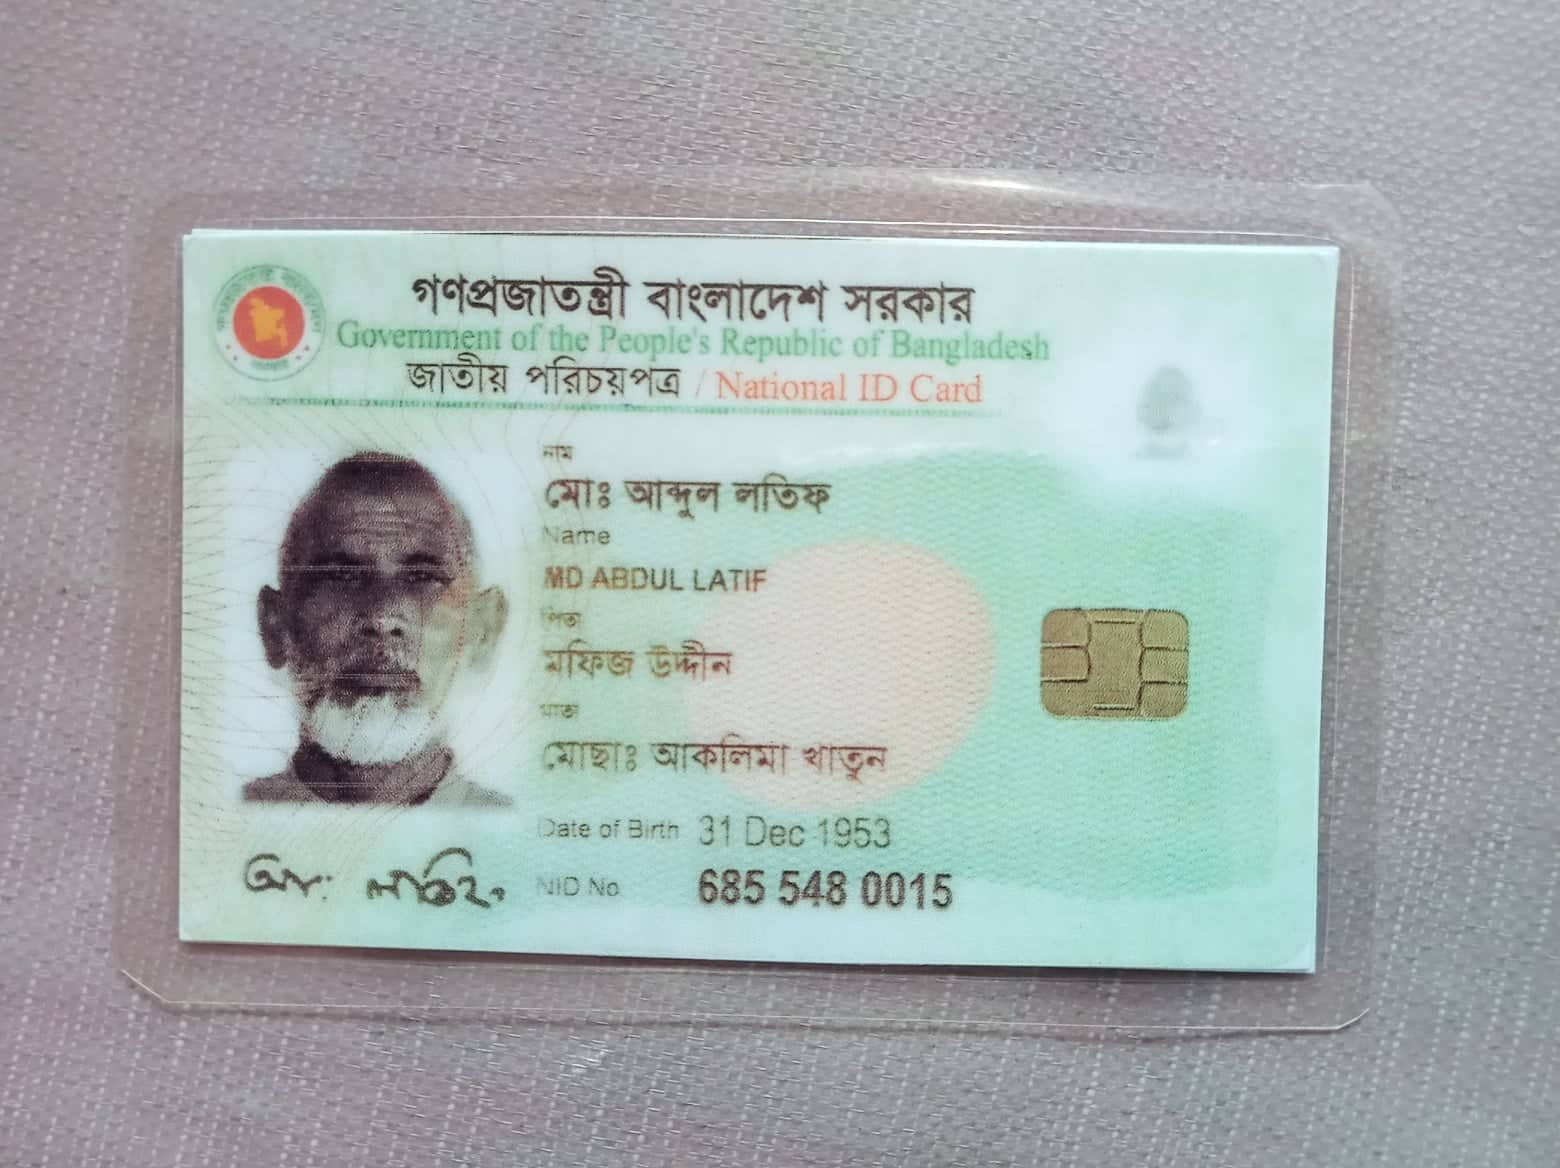 গণপ্রজাতন্ত্রী বাংলাদেশ সরকার
Government of the People's Republic of Bangladesh
জাতীয় পরিচয়পত্র / National ID Card
নাম
মোঃ আব্দুল লতিফ
Name
MD ABDUL LATIF
পিতা
মফিজ উদ্দীন
মাতা
মোছাঃ আকলিমা খাতুন
Date of Birth 31 Dec 1953
NID No 685 548 0015